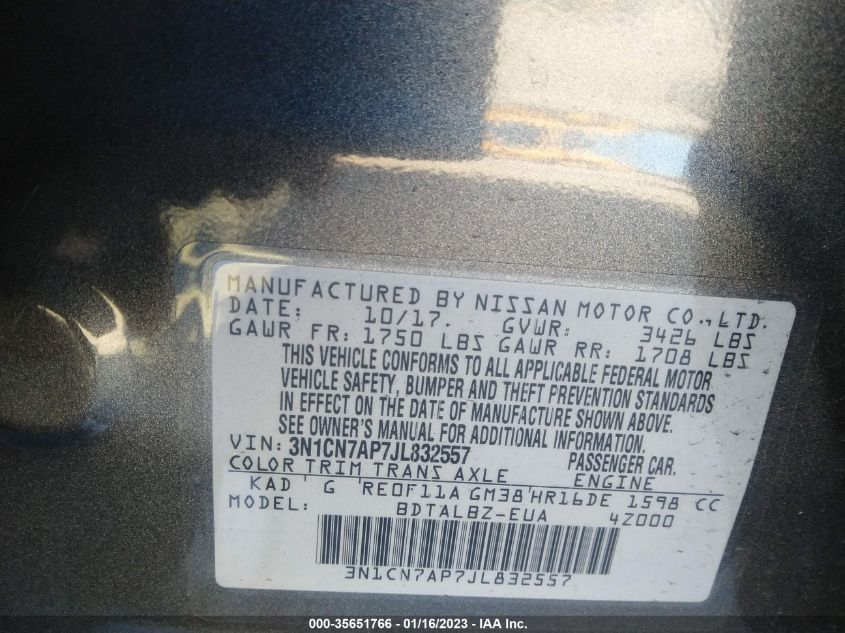 MANUFACTURED BY NISSAN MOTOR CO., LTD.
DATE: 10/17. GVWR: 3426 LBS
GAWR FR: 1750 LBS GAWR RR: 1708 LBS
THIS VEHICLE CONFORMS TO ALL APPLICABLE FEDERAL MOTOR
VEHICLE SAFETY, BUMPER AND THEFT PREVENTION STANDARDS
IN EFFECT ON THE DATE OF MANUFACTURE SHOWN ABOVE.
SEE OWNER'S MANUAL FOR ADDITIONAL INFORMATION.
VIN: 3N1CN7AP7JL832557 PASSENGER CAR.
COLOR TRIM TRANS AXLE ENGINE
KAD G RE0F11A GM38 HR16DE 1598 CC
MODEL: BDTALBZ-EUA 4Z000
3N1CN7AP7JL832557
000-35651766 - 01/16/2023 - IAA Inc.